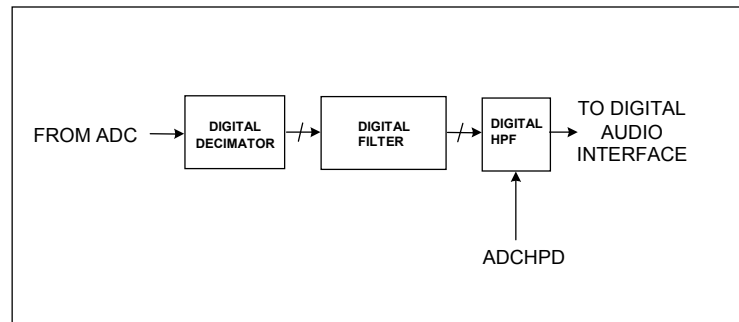 FROM ADC
DIGITAL
DECIMATOR
DIGITAL
FILTER
DIGITAL
HPF
TO DIGITAL
AUDIO
INTERFACE
ADCHPD